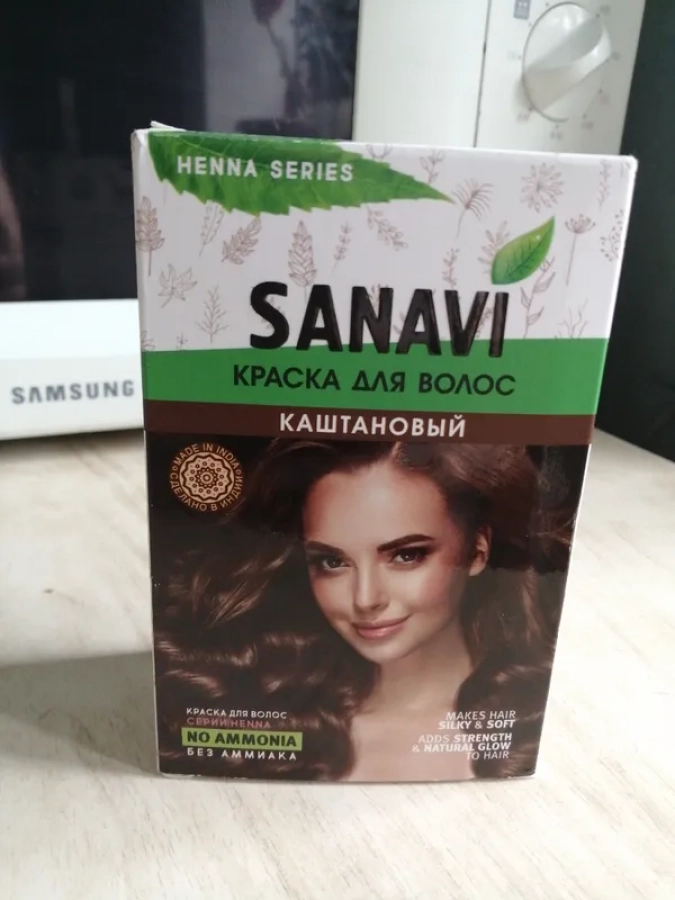 HENNA SERIES
SANAVI
КРАСКА ДЛЯ ВОЛОС
КАШТАНОВЫЙ
MADE IN INDIA
СДЕЛАНО В ИНДИИ
SAMSUNG
КРАСКА ДЛЯ ВОЛОС
СЕРИИ HENNA
NO AMMONIA
БЕЗ АММИАКА
MAKES HAIR
SILKY & SOFT
ADDS STRENGTH
& NATURAL GLOW
TO HAIR